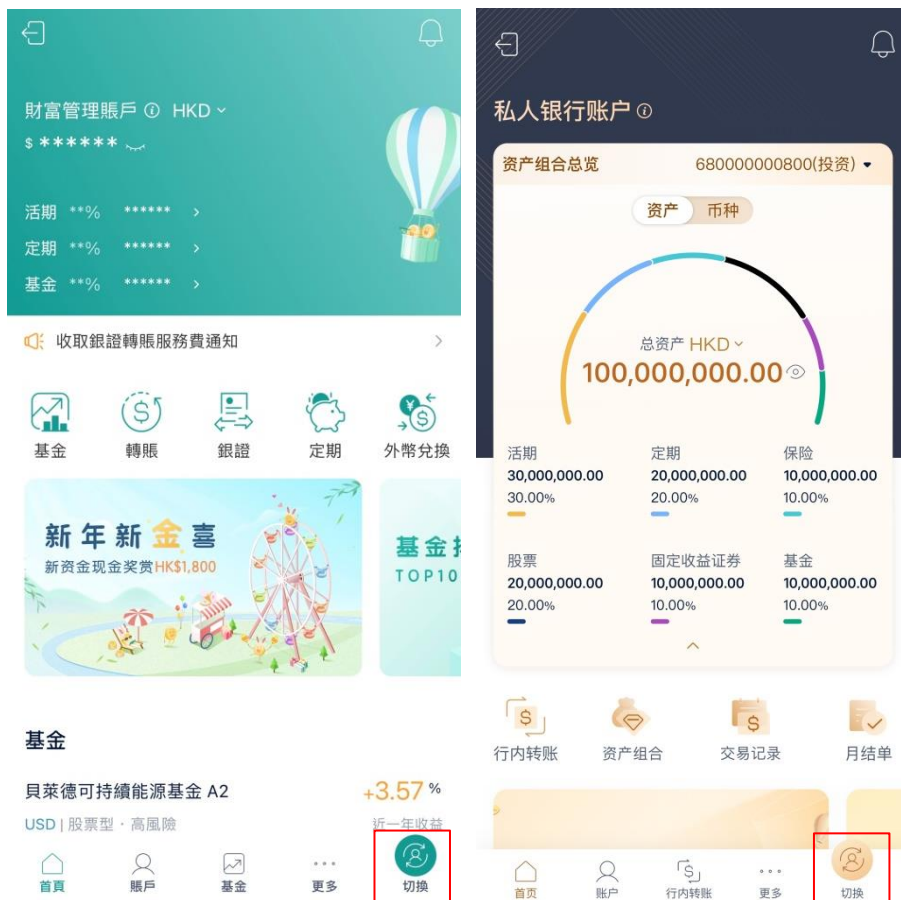 財富管理賬戶 HKD
$ ******
活期 **% ****** >
定期 **% ****** >
基金 **% ****** >
收取銀證轉賬服務費通知 >
基金 轉賬 銀證 定期 外幣兌換
新年新金喜
新资金现金奖赏HK$1,800
TOP10
基金
貝萊德可持續能源基金 A2 +3.57 %
USD | 股票型 · 高風險 近一年收益
首頁 賬戶 基金 更多 切換
私人银行账户
资产组合总览 680000000800(投资)
资产 币种
总资产 HKD
100,000,000.00
活期 定期 保险
30,000,000.00 20,000,000.00 10,000,000.00
30.00% 20.00% 10.00%
股票 固定收益证券 基金
20,000,000.00 10,000,000.00 10,000,000.00
20.00% 10.00% 10.00%
行内转账 资产组合 交易记录 月结单
首页 账户 行内转账 更多 切换